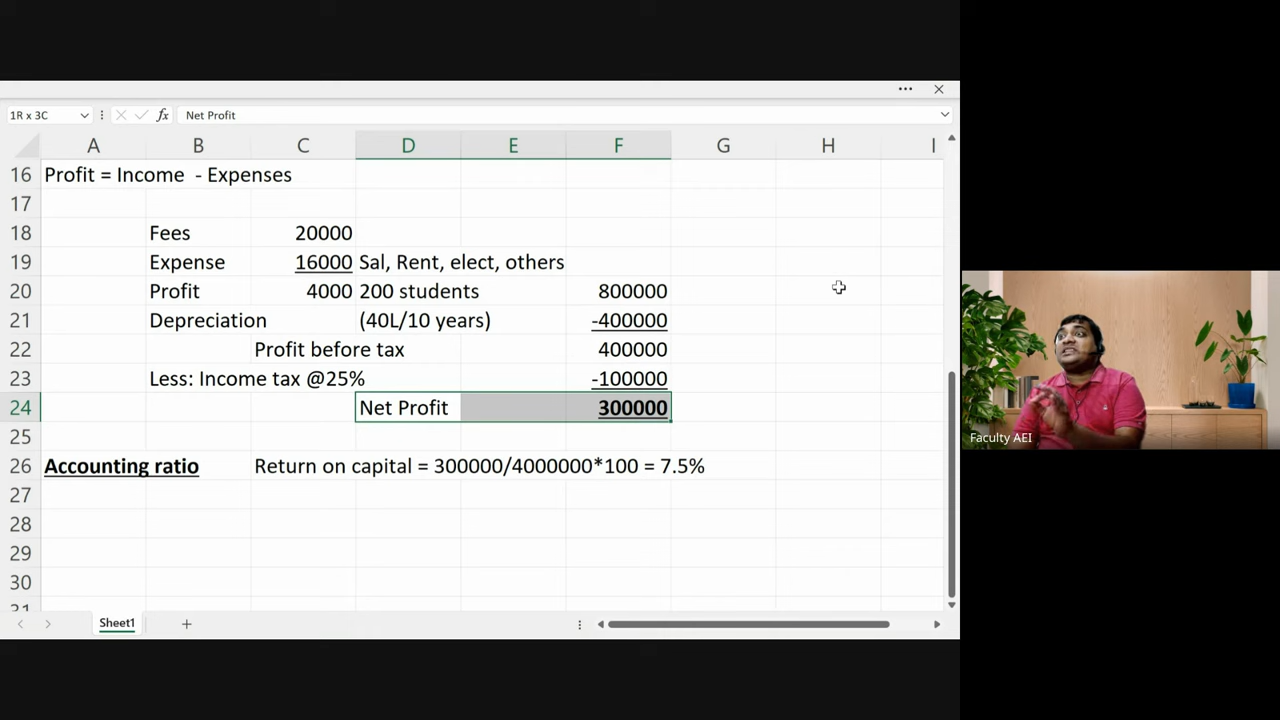 1R x 3C fx Net Profit
A B C D E F G H I
16 Profit = Income - Expenses
17
18 Fees 20000
19 Expense 16000 Sal, Rent, elect, others
20 Profit 4000 200 students 800000
21 Depreciation (40L/10 years) -400000
22 Profit before tax 400000
23 Less: Income tax @25% -100000
24 Net Profit 300000
25
26 Accounting ratio Return on capital = 300000/4000000*100 = 7.5%
27
28
29
30
31
Sheet1
Faculty AEI